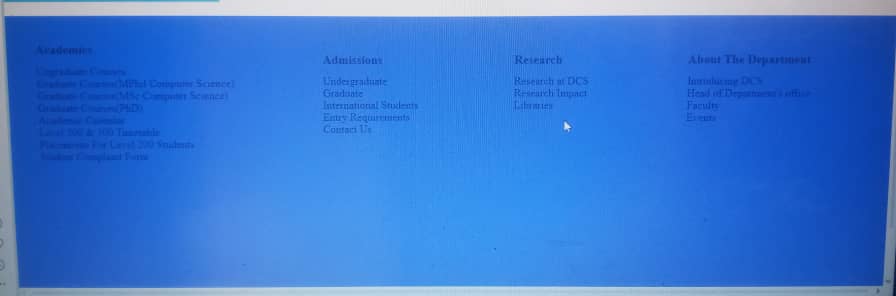 Academics
Undergraduate Courses
Graduate Courses(MPhil Computer Science)
Graduate Courses(MSc Computer Science)
Graduate Courses(PhD)
Academic Calendar
Level 200 & 300 Timetable
Placements For Level 200 Students
Student Complaint Form
Admissions
Undergraduate
Graduate
International Students
Entry Requirements
Contact Us
Research
Research at DCS
Research Impact
Libraries
About The Department
Introducing DCS
Head of Department's office
Faculty
Events